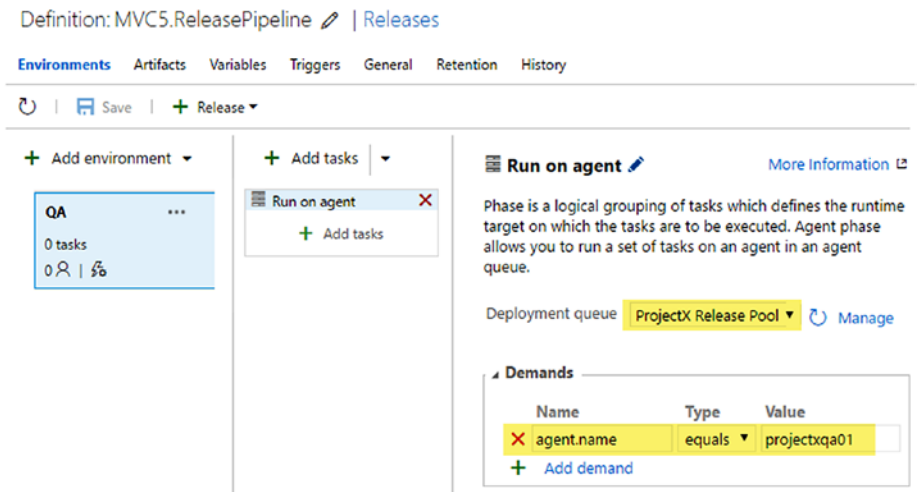 Definition: MVC5.ReleasePipeline | Releases
Environments Artifacts Variables Triggers General Retention History
Save | + Release
+ Add environment
QA ...
0 tasks
0 |
+ Add tasks
Run on agent X
+ Add tasks
Run on agent More Information
Phase is a logical grouping of tasks which defines the runtime
target on which the tasks are to be executed. Agent phase
allows you to run a set of tasks on an agent in an agent
queue.
Deployment queue ProjectX Release Pool Manage
Demands
Name Type Value
X agent.name equals projectxqa01
+ Add demand